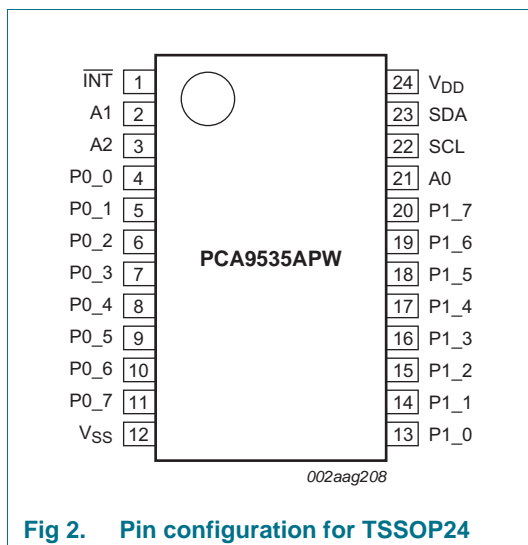 INT 1 24 VDD
A1 2 23 SDA
A2 3 22 SCL
P0_0 4 21 A0
P0_1 5 20 P1_7
P0_2 6 19 P1_6
P0_3 7 18 P1_5
P0_4 8 17 P1_4
P0_5 9 16 P1_3
P0_6 10 15 P1_2
P0_7 11 14 P1_1
VSS 12 13 P1_0
PCA9535APW
002aag208
Fig 2. Pin configuration for TSSOP24